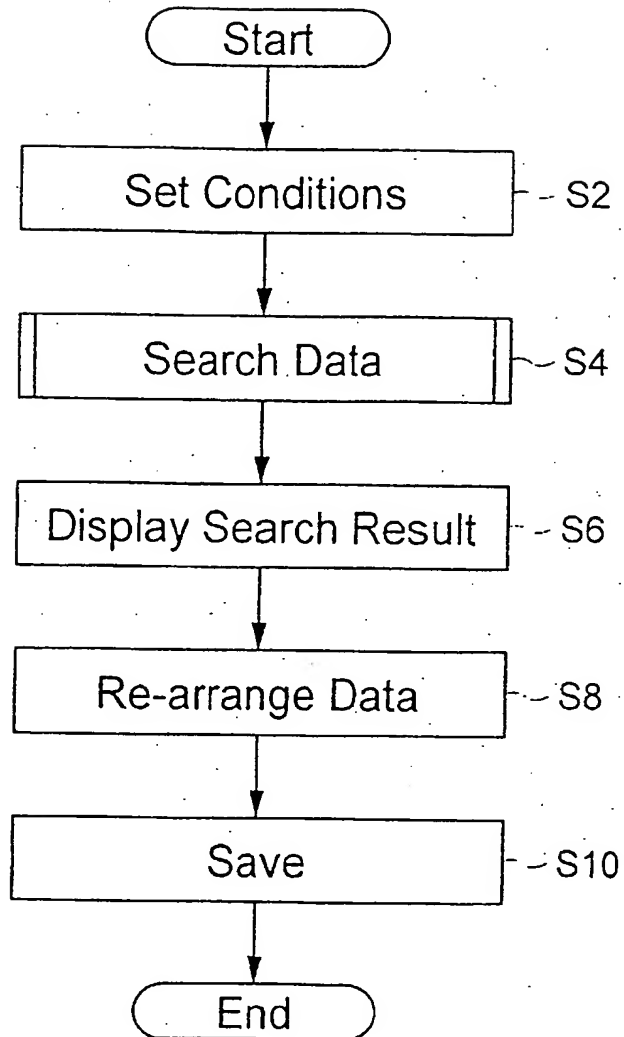 Start
Set Conditions S2
Search Data S4
Display Search Result S6
Re-arrange Data S8
Save S10
End